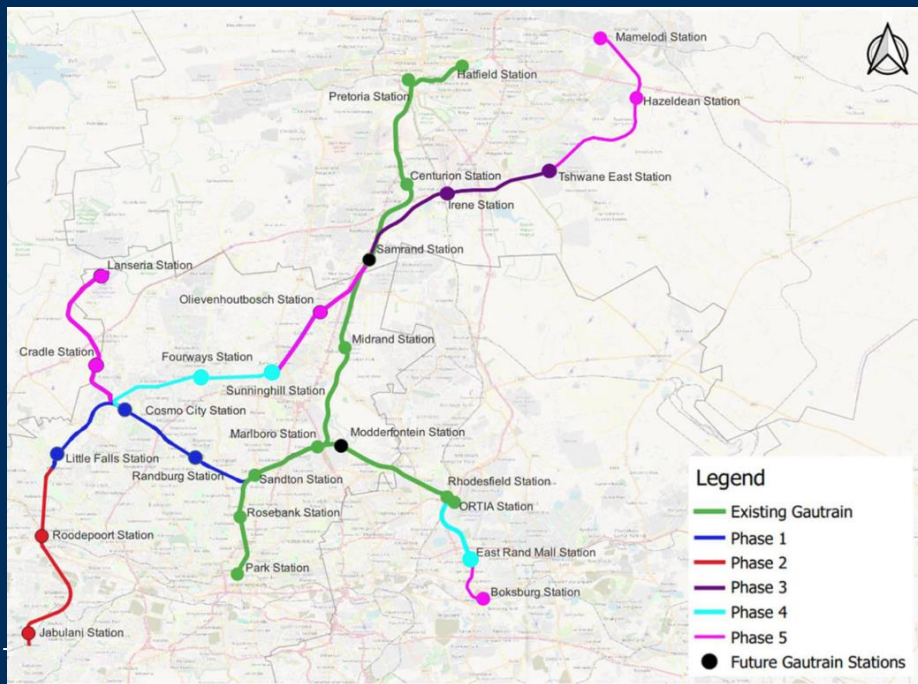 Mamelodi Station
Hatfield Station
Pretoria Station
Hazeldean Station
Centurion Station
Tshwane East Station
Irene Station
Samrand Station
Lanseria Station
Olievenhoutbosch Station
Midrand Station
Cradle Station
Fourways Station
Sunninghill Station
Cosmo City Station
Marlboro Station
Modderfontein Station
Little Falls Station
Randburg Station
Sandton Station
Rhodesfield Station
ORTIA Station
Rosebank Station
Roodepoort Station
East Rand Mall Station
Park Station
Boksburg Station
Jabulani Station
Legend
Existing Gautrain
Phase 1
Phase 2
Phase 3
Phase 4
Phase 5
Future Gautrain Stations